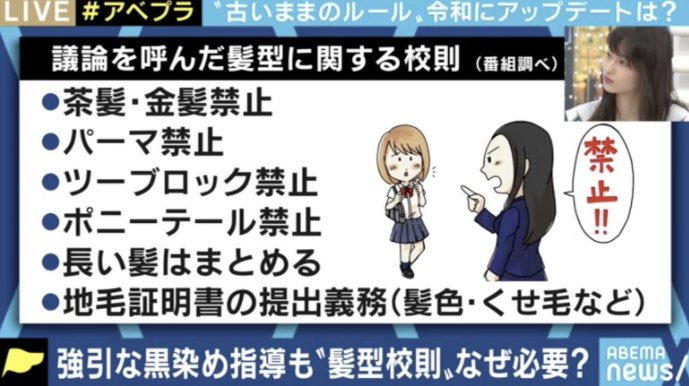 LIVE #アベプラ 〝古いままのルール〟令和にアップデートは?
議論を呼んだ髪型に関する校則(番組調べ)
●茶髪・金髪禁止
●パーマ禁止
●ツーブロック禁止
●ポニーテール禁止
●長い髪はまとめる
●地毛証明書の提出義務(髪色・くせ毛など)
禁止!!
強引な黒染め指導も〝髪型校則〟なぜ必要?
ABEMA
news/